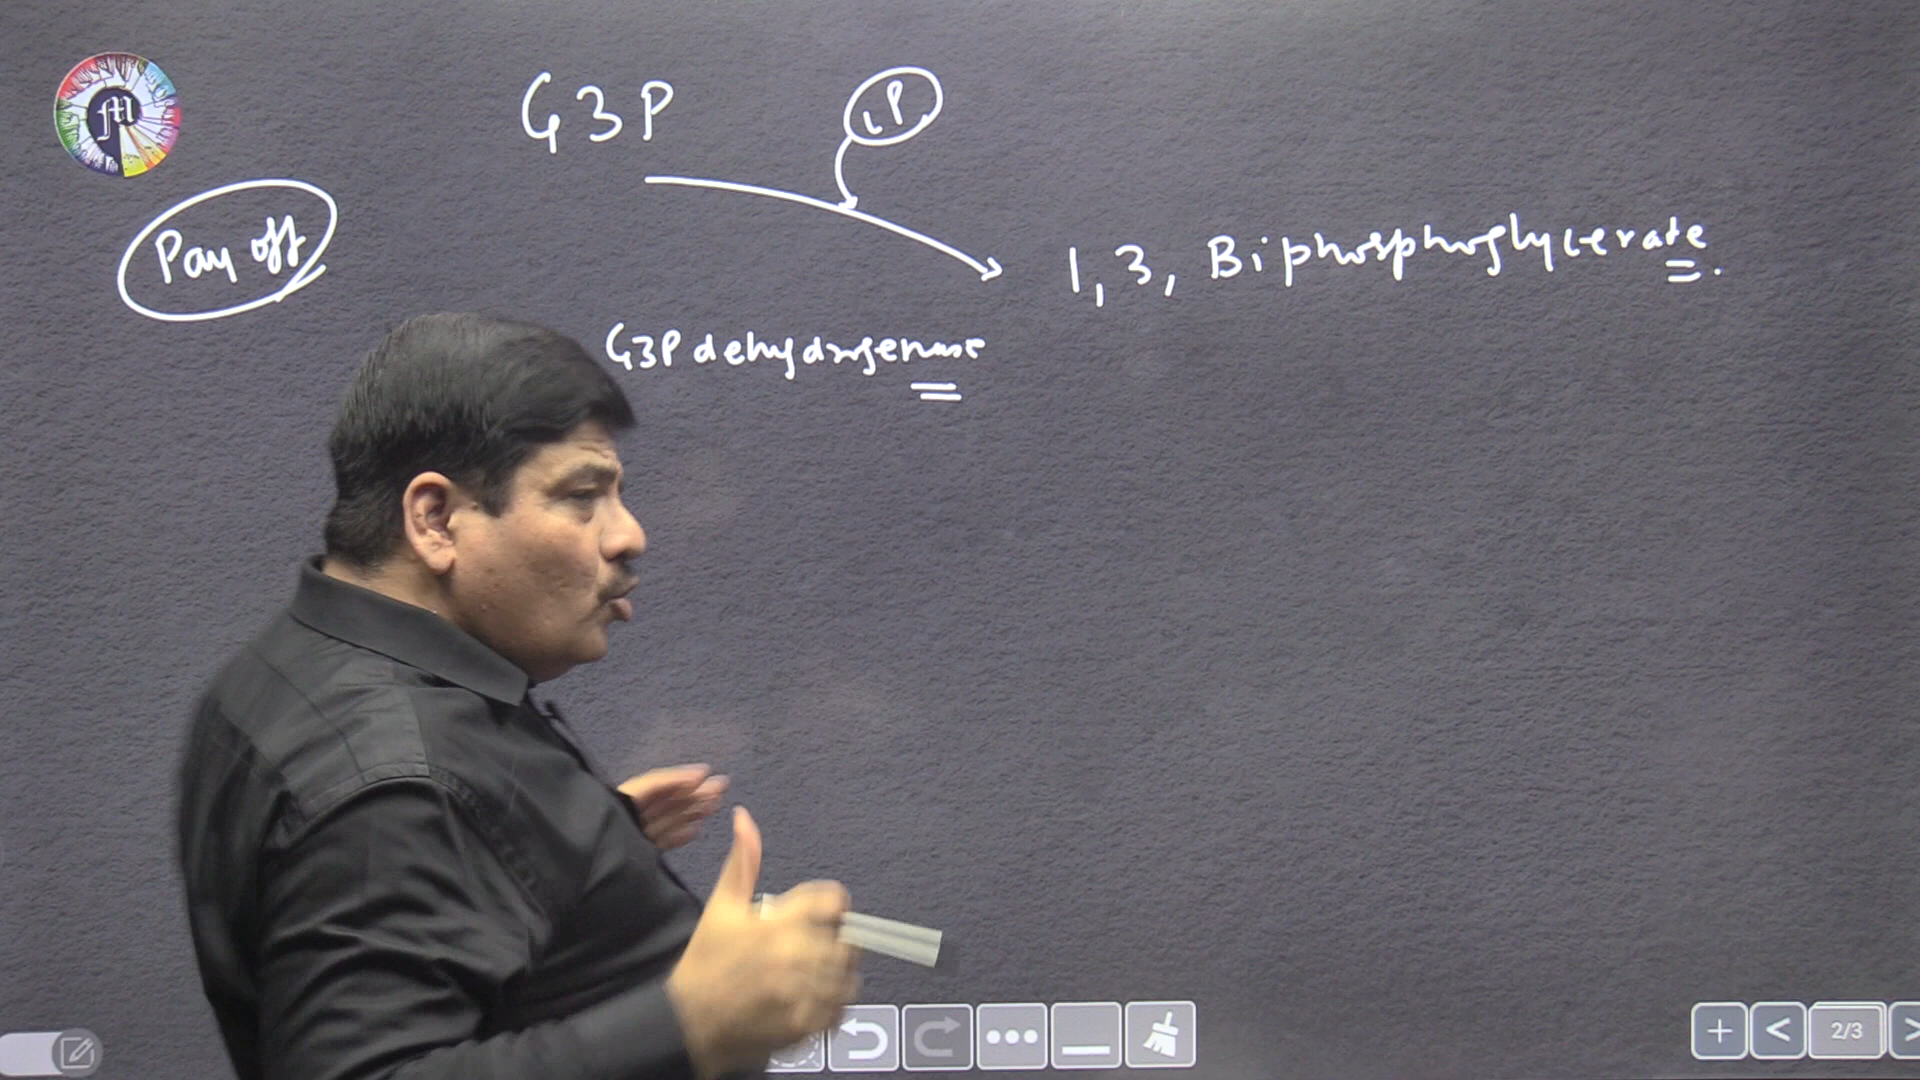 G3P
iP
Pay off
1,3, Biphosphoglycerate.
G3P dehydrogenase
2/3